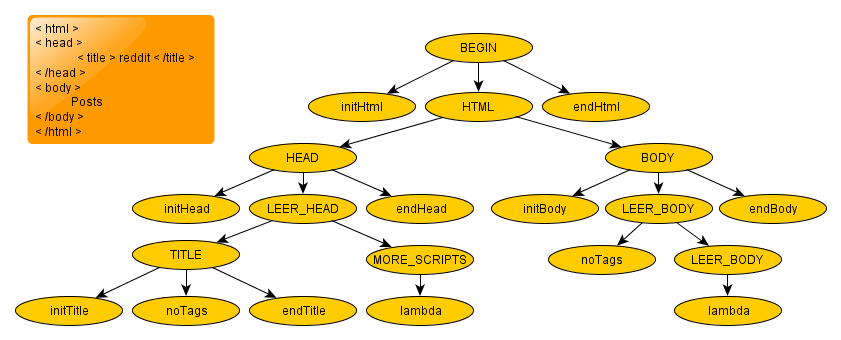 < html >
< head >
< title > reddit < /title >
< /head >
< body >
Posts
< /body >
< /html >
BEGIN
initHtml HTML endHtml
HEAD BODY
initHead LEER_HEAD endHead initBody LEER_BODY endBody
TITLE MORE_SCRIPTS noTags LEER_BODY
initTitle noTags endTitle lambda lambda